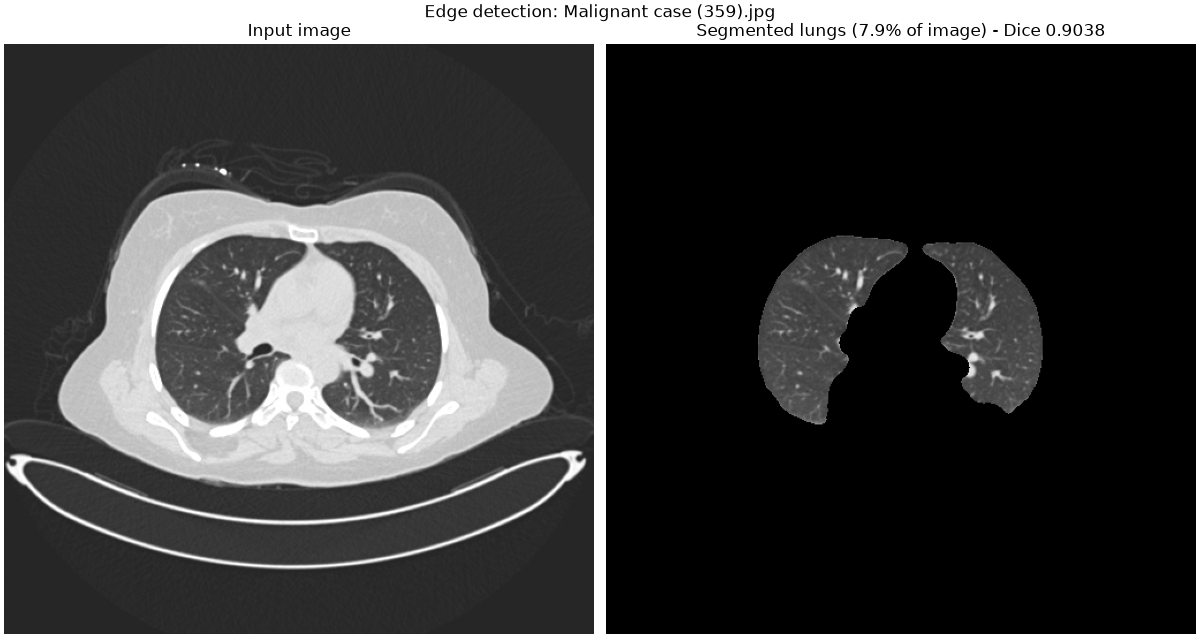 Edge detection: Malignant case (359).jpg
Input image
Segmented lungs (7.9% of image) - Dice 0.9038